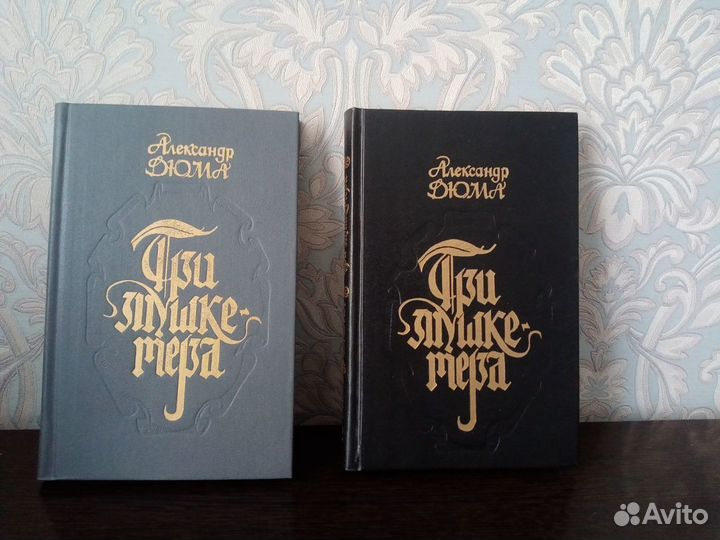 Александр
ДЮМА
Три
мушке-
тера
Александр
ДЮМА
Три
мушке-
тера
Avito